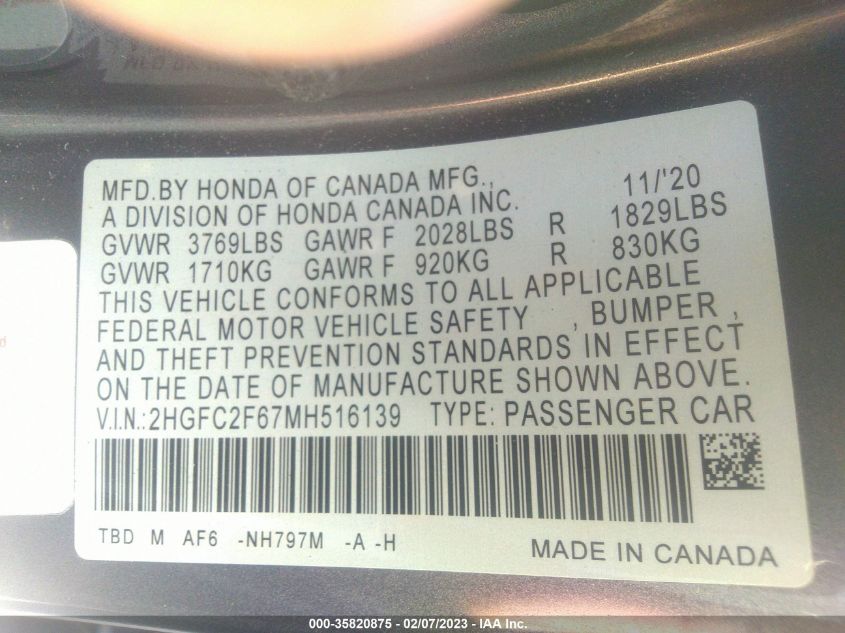 MFD.BY HONDA OF CANADA MFG., 11/'20
A DIVISION OF HONDA CANADA INC.
GVWR 3769LBS GAWR F 2028LBS R 1829LBS
GVWR 1710KG GAWR F 920KG R 830KG
THIS VEHICLE CONFORMS TO ALL APPLICABLE
FEDERAL MOTOR VEHICLE SAFETY , BUMPER ,
AND THEFT PREVENTION STANDARDS IN EFFECT
ON THE DATE OF MANUFACTURE SHOWN ABOVE.
V.I.N.:2HGFC2F67MH516139 TYPE: PASSENGER CAR
TBD M AF6 -NH797M -A -H MADE IN CANADA
000-35820875 - 02/07/2023 - IAA Inc.